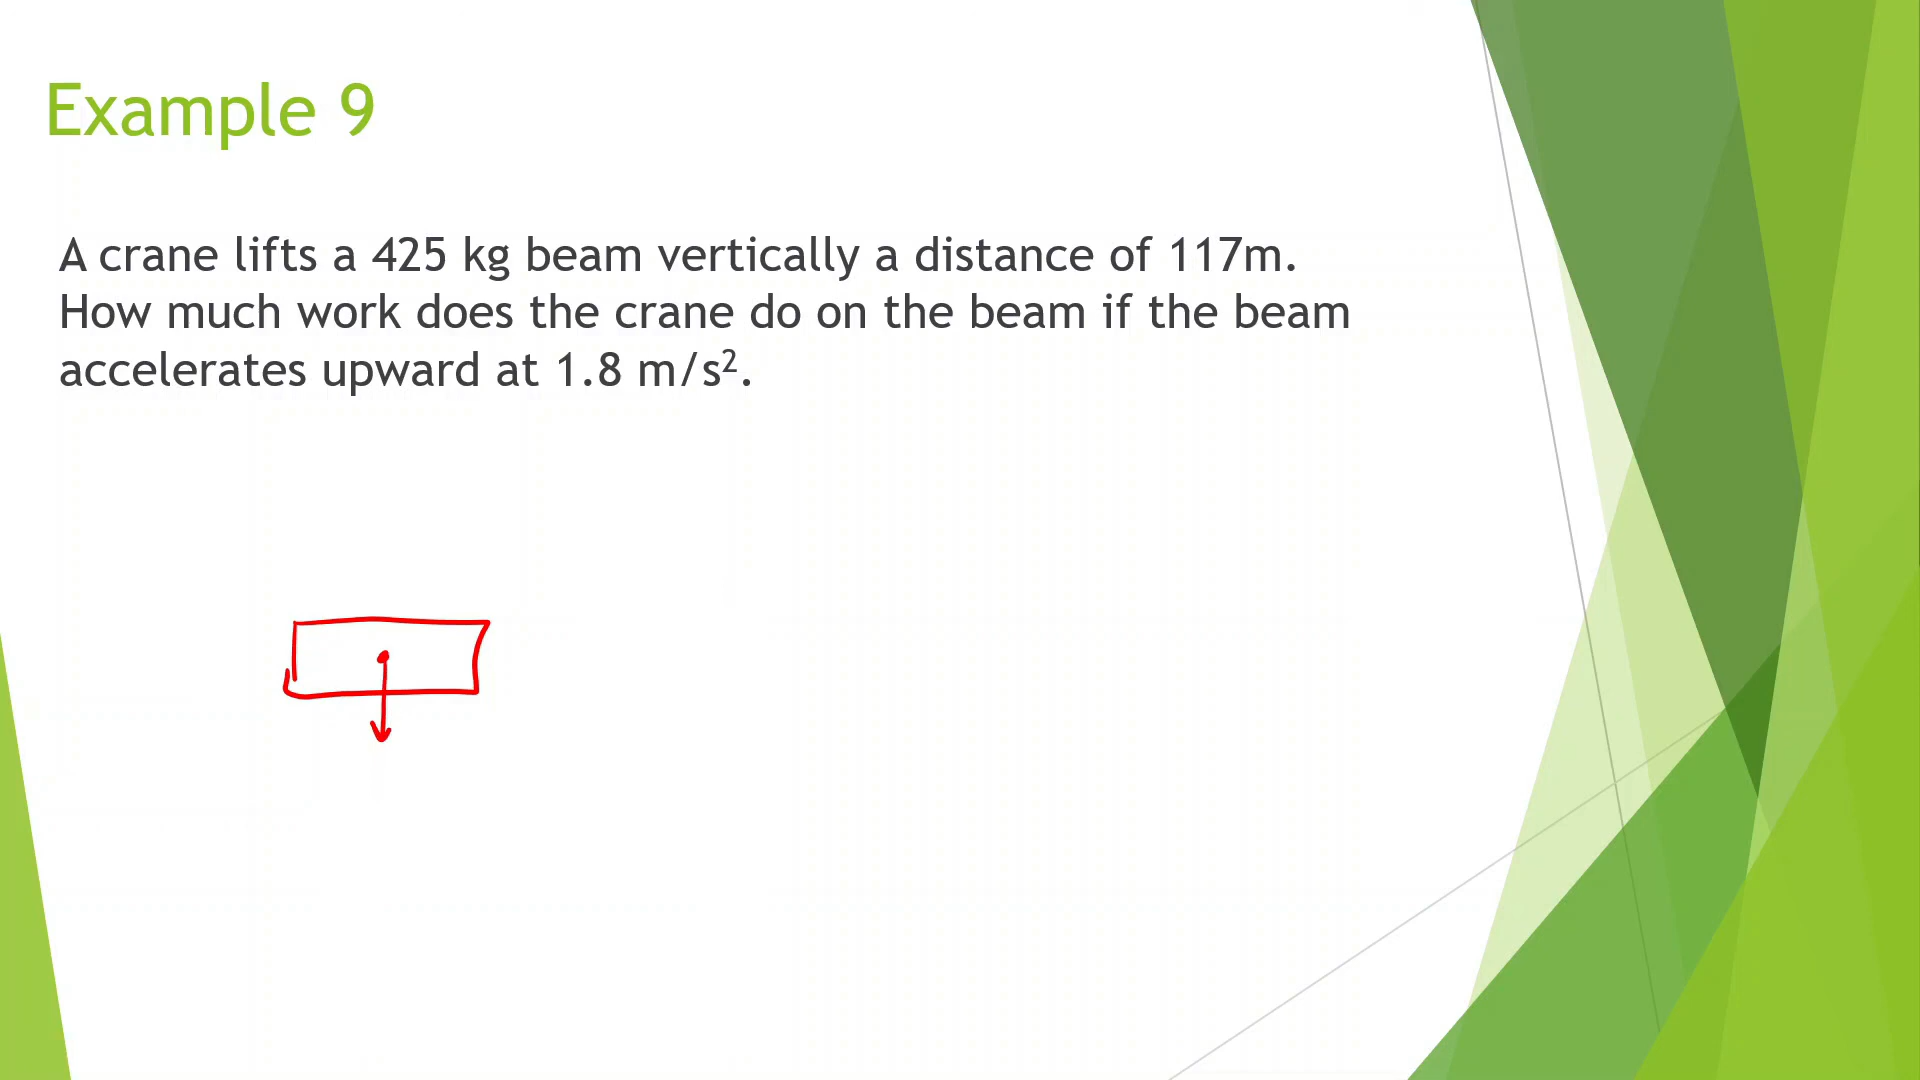 Example 9
A crane lifts a 425 kg beam vertically a distance of 117m.
How much work does the crane do on the beam if the beam
accelerates upward at 1.8 m/s².